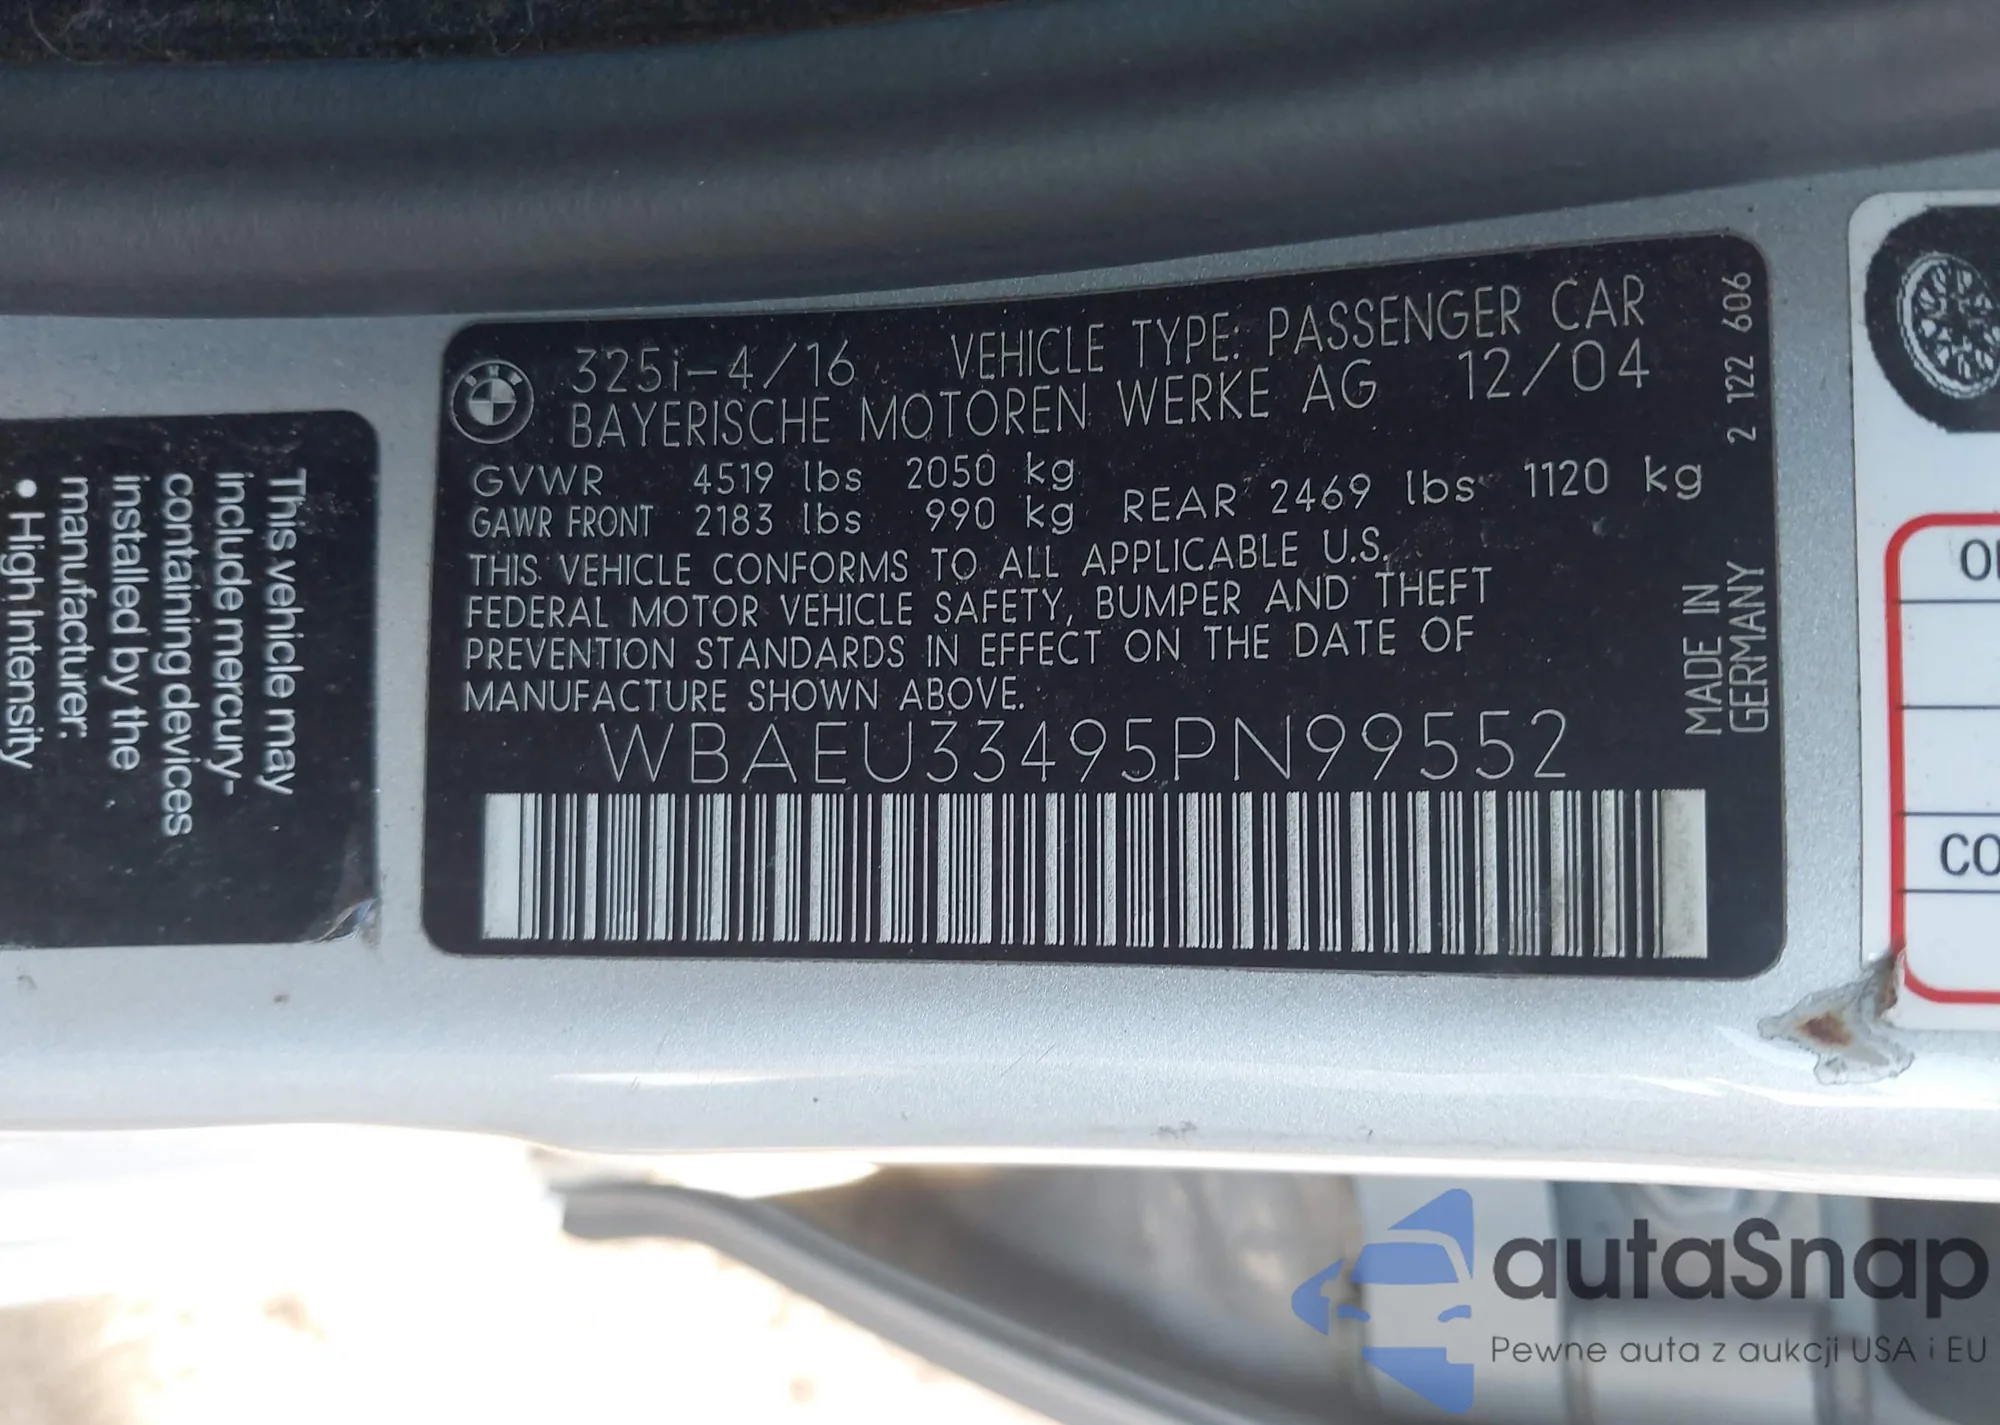 This vehicle may
include mercury-
containing devices
installed by the
manufacturer:
• High Intensity
325i-4/16 VEHICLE TYPE: PASSENGER CAR
BAYERISCHE MOTOREN WERKE AG 12/04
GVWR 4519 lbs 2050 kg
GAWR FRONT 2183 lbs 990 kg REAR 2469 lbs 1120 kg
THIS VEHICLE CONFORMS TO ALL APPLICABLE U.S.
FEDERAL MOTOR VEHICLE SAFETY, BUMPER AND THEFT
PREVENTION STANDARDS IN EFFECT ON THE DATE OF
MANUFACTURE SHOWN ABOVE.
WBAEU33495PN99552
2 122 606
MADE IN
GERMANY
CO
autaSnap
Pewne auta z aukcji USA i EU